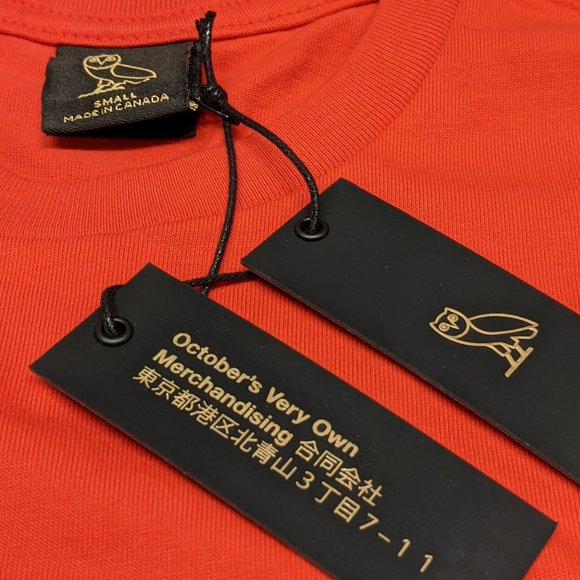 SMALL
MADE IN CANADA
October's Very Own
Merchandising 合同会社
東京都港区北青山３丁目７-１１